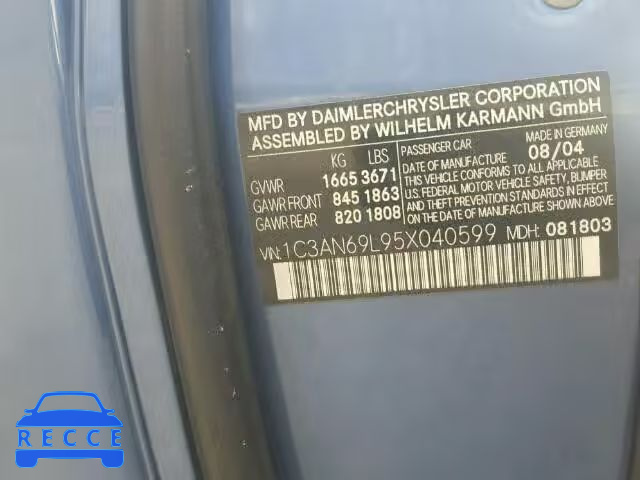 MFD BY DAIMLERCHRYSLER CORPORATION
ASSEMBLED BY WILHELM KARMANN GmbH
KG LBS
GVWR 1665 3671
GAWR FRONT 845 1863
GAWR REAR 820 1808
PASSENGER CAR MADE IN GERMANY
DATE OF MANUFACTURE 08/04
THIS VEHICLE CONFORMS TO ALL APPLICABLE
U.S. FEDERAL MOTOR VEHICLE SAFETY, BUMPER,
AND THEFT PREVENTION STANDARDS IN EFFECT
ON THE DATE OF MANUFACTURE SHOWN ABOVE.
VIN: 1C3AN69L95X040599 MDH: 081803
RECCE